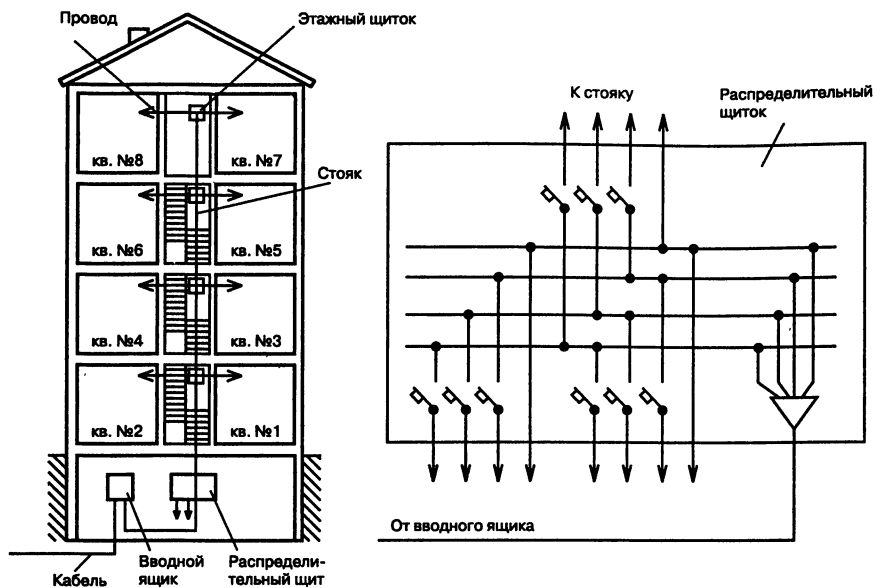 Провод
Этажный щиток
кв. №8
кв. №7
Стояк
кв. №6
кв. №5
кв. №4
кв. №3
кв. №2
кв. №1
Кабель
Вводной
ящик
Распредели-
тельный щит
К стояку
Распределительный
щиток
От вводного ящика